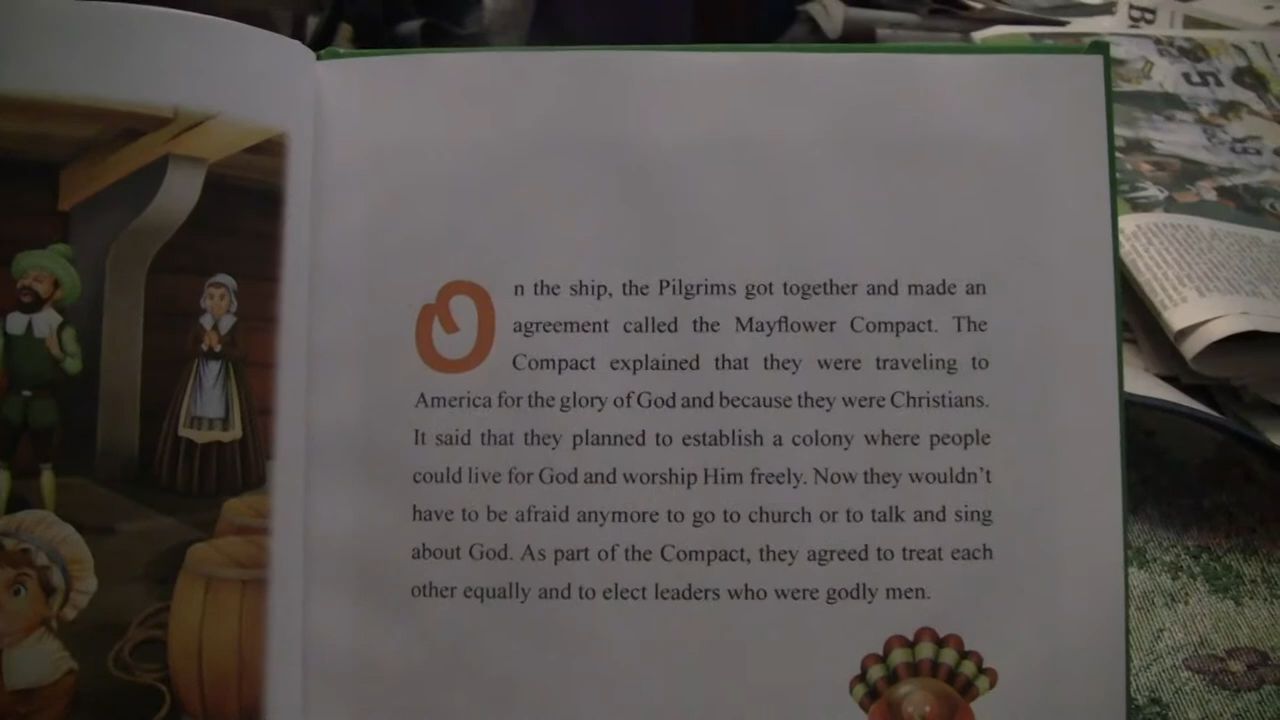 On the ship, the Pilgrims got together and made an
agreement called the Mayflower Compact. The
Compact explained that they were traveling to
America for the glory of God and because they were Christians.
It said that they planned to establish a colony where people
could live for God and worship Him freely. Now they wouldn't
have to be afraid anymore to go to church or to talk and sing
about God. As part of the Compact, they agreed to treat each
other equally and to elect leaders who were godly men.